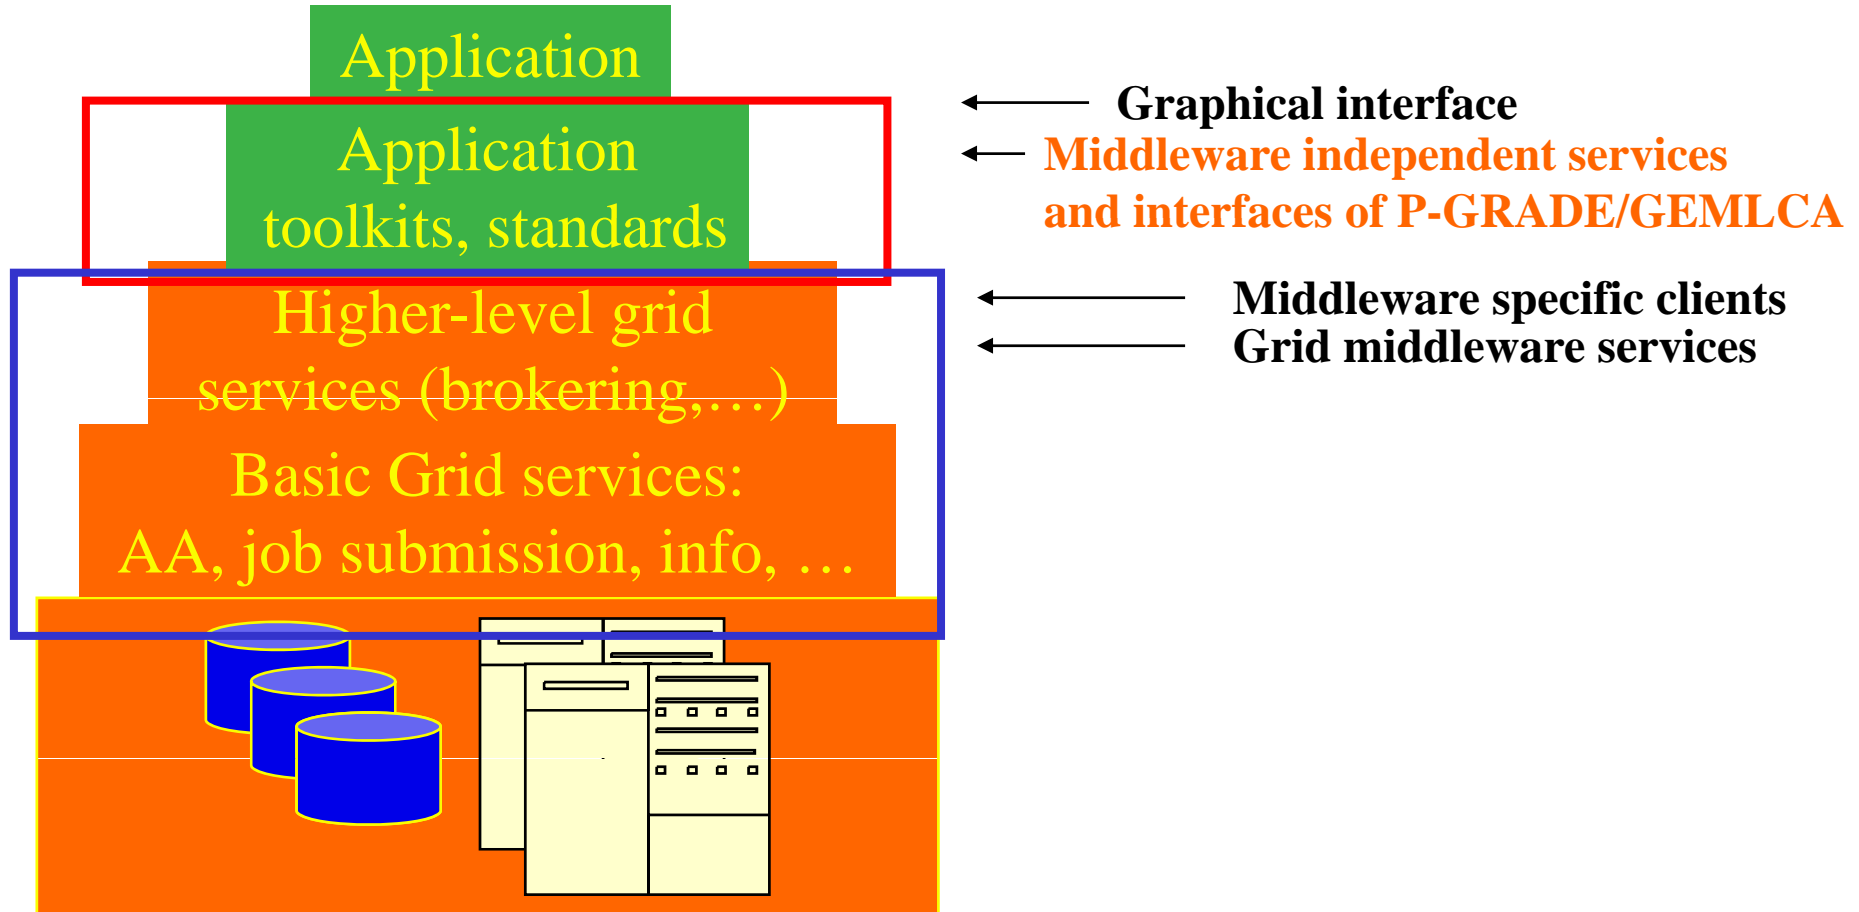 Application
Application
toolkits, standards
Higher-level grid
services (brokering,…)
Basic Grid services:
AA, job submission, info, …
Graphical interface
Middleware independent services
and interfaces of P-GRADE/GEMLCA
Middleware specific clients
Grid middleware services